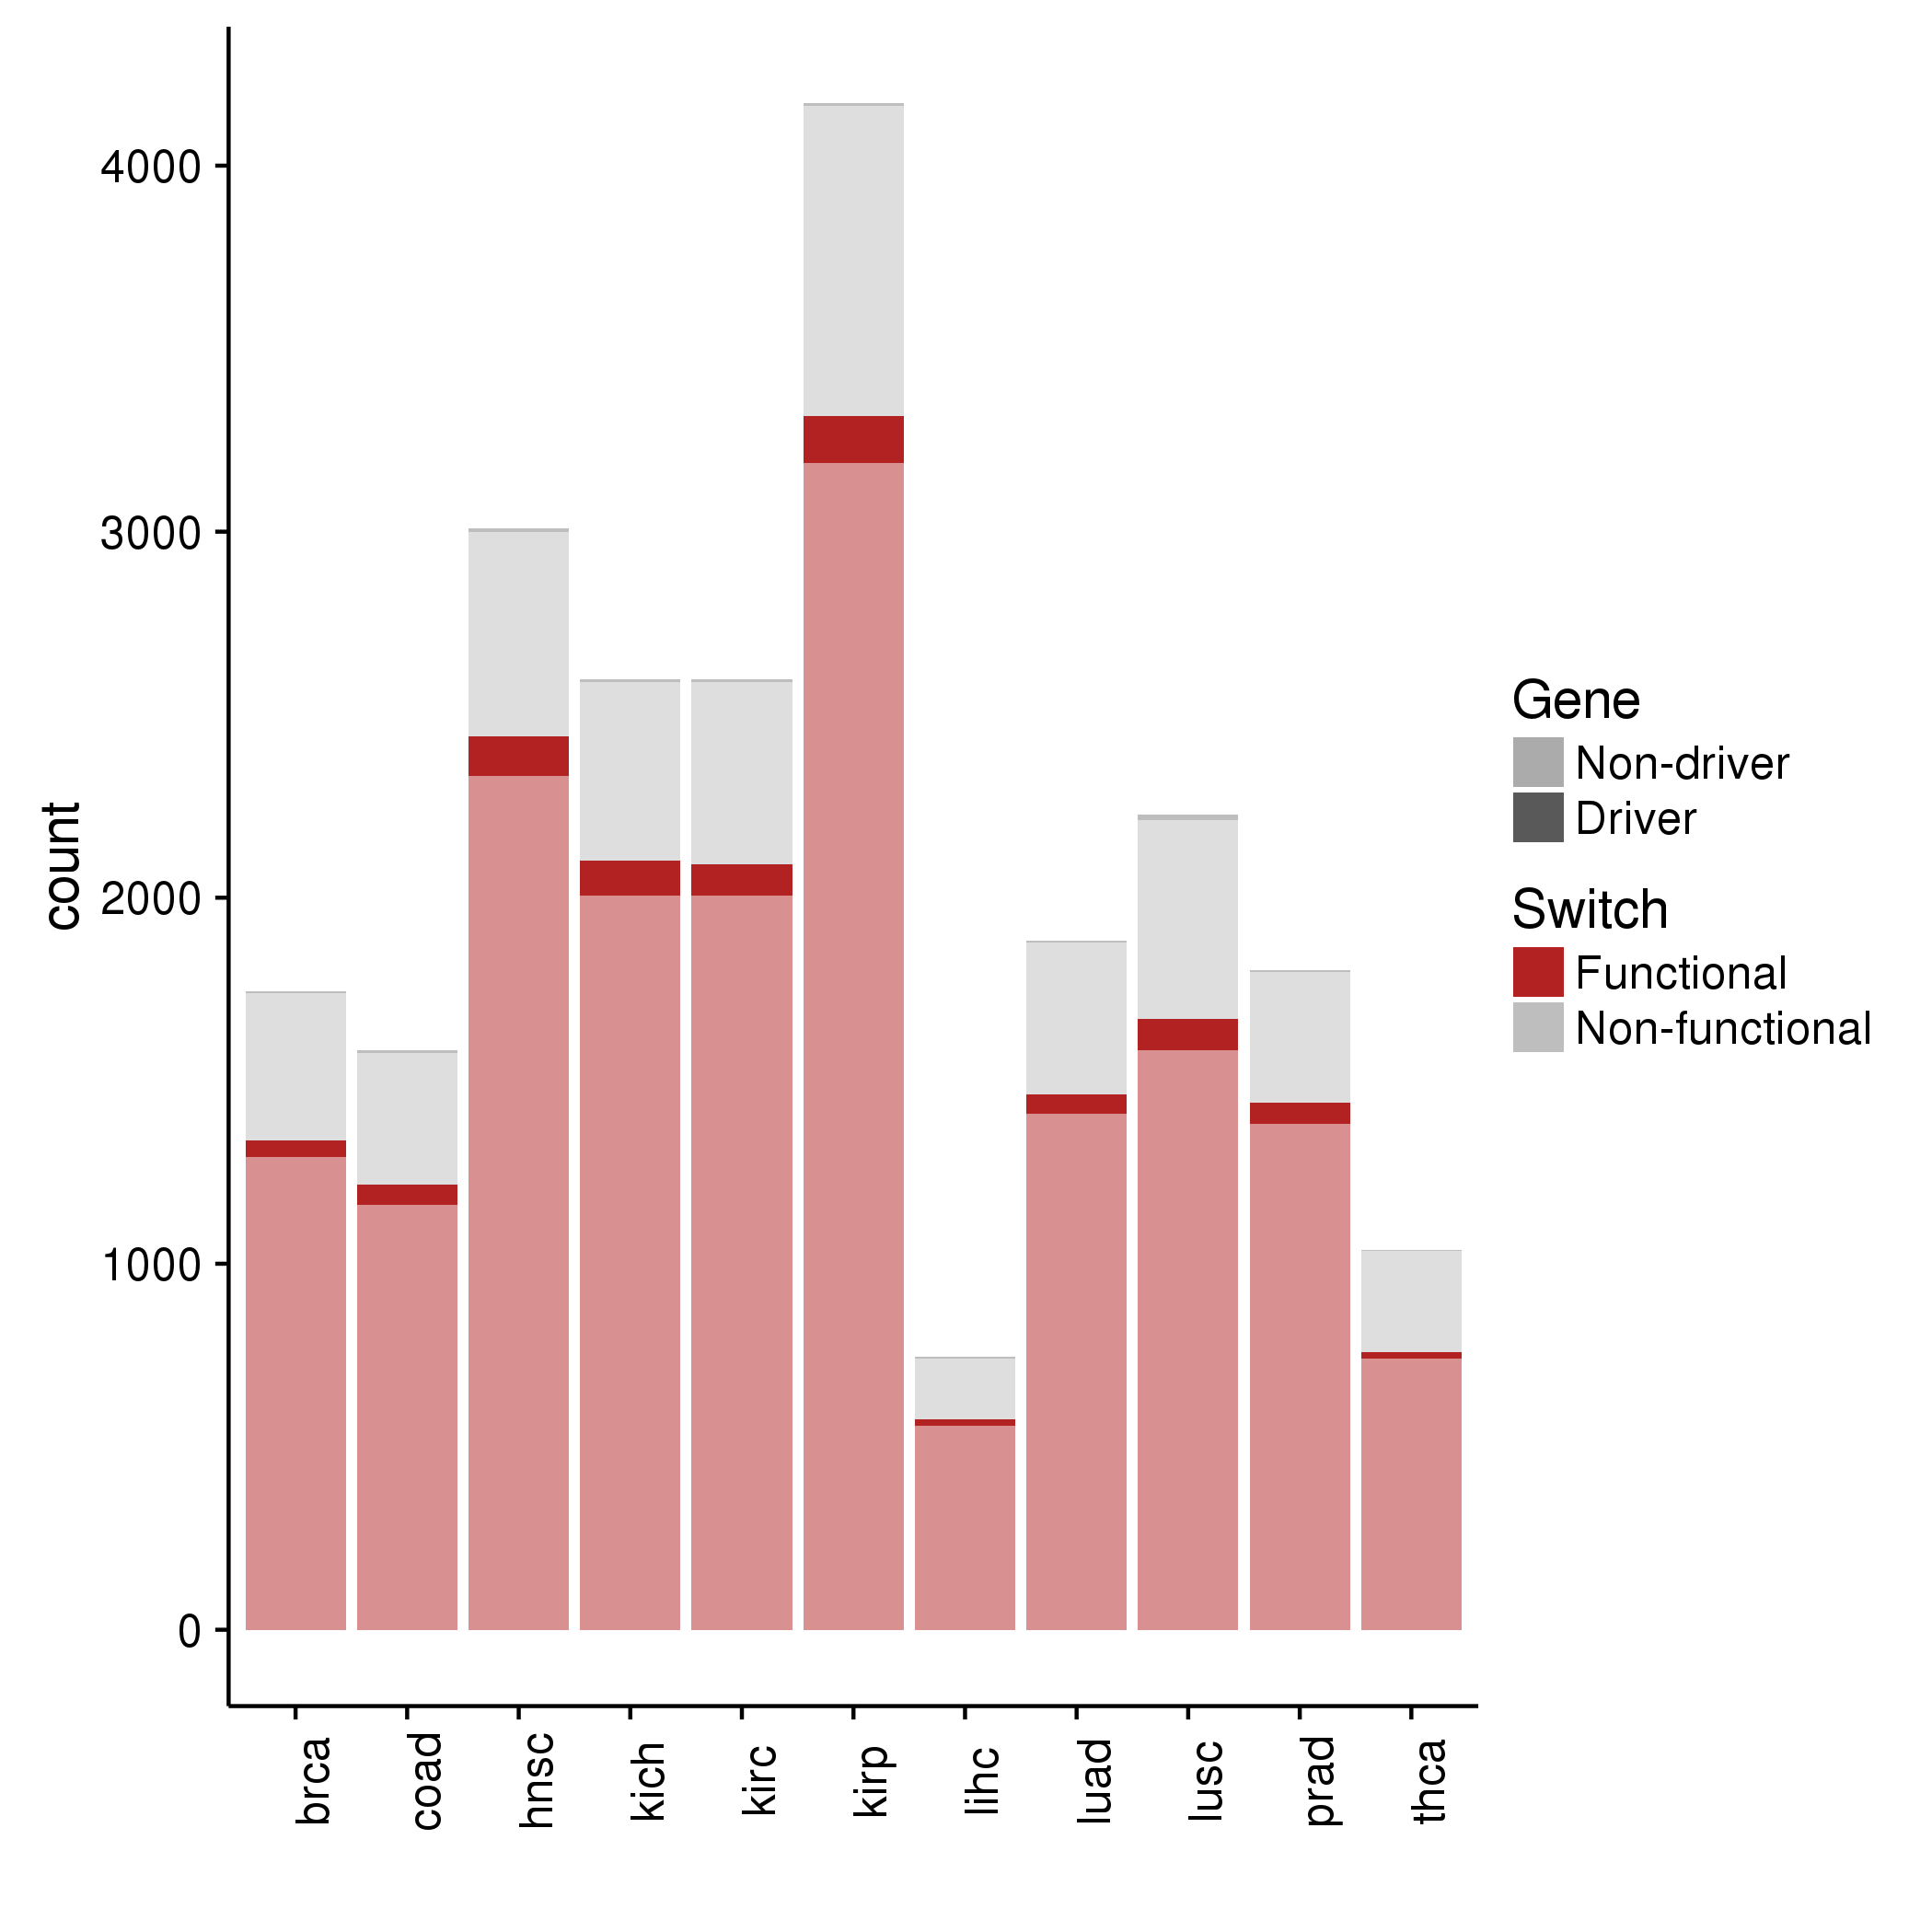 count
4000
3000
2000
1000
0
brca
coad
hnsc
kich
kirc
kirp
lihc
luad
lusc
prad
thca
Gene
Non-driver
Driver
Switch
Functional
Non-functional